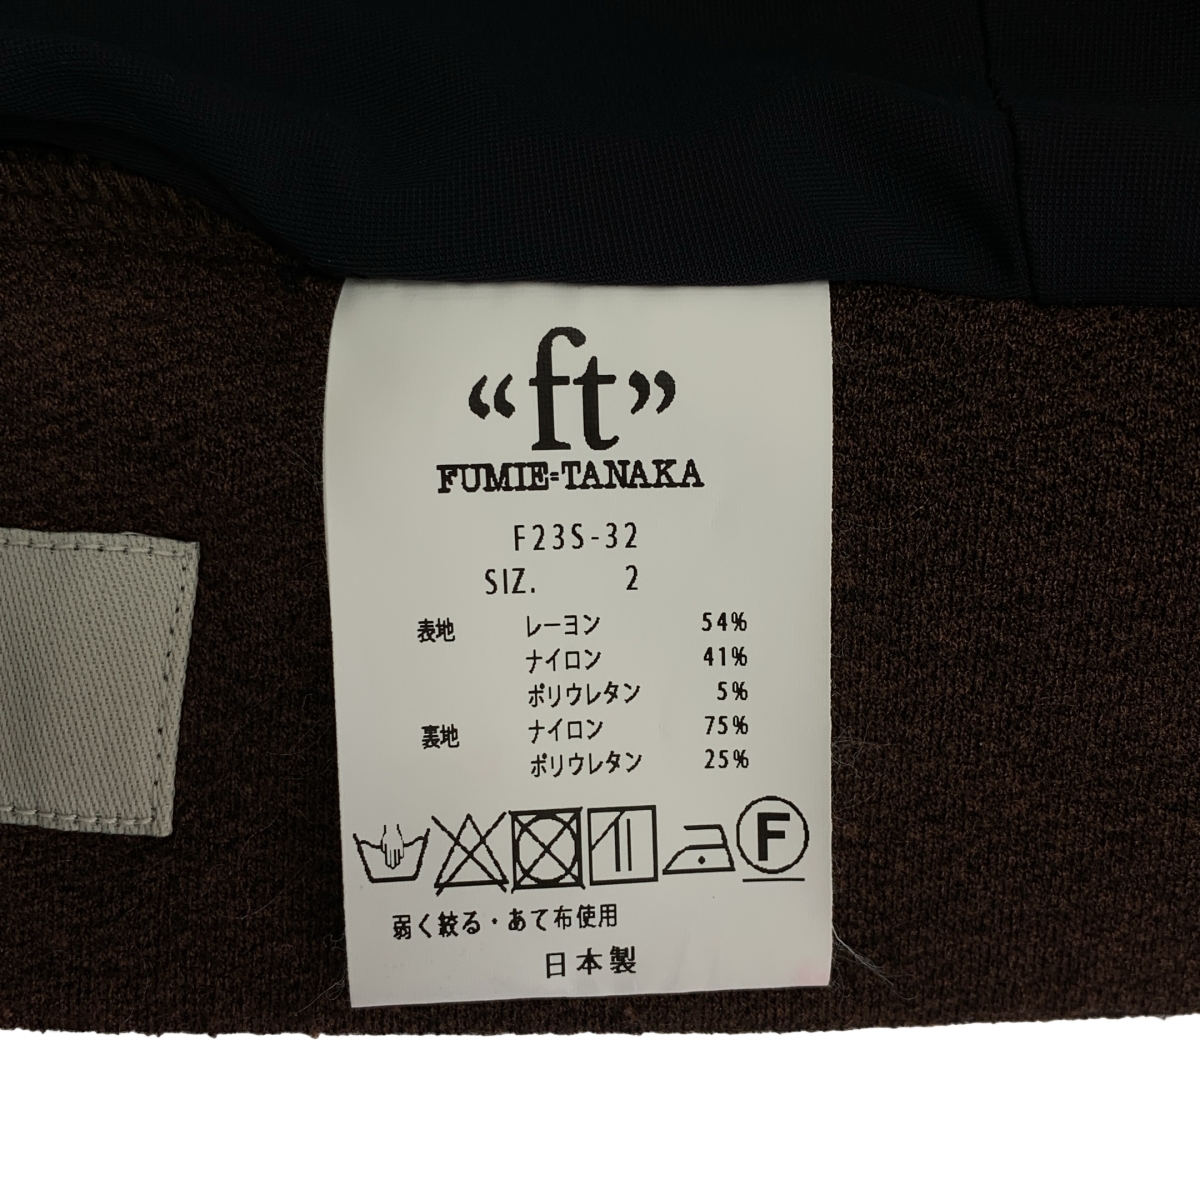 “ft”
FUMIE=TANAKA
F23S-32
SIZ. 2
表地 レーヨン 54%
ナイロン 41%
ポリウレタン 5%
裏地 ナイロン 75%
ポリウレタン 25%
F
弱く絞る・あて布使用
日本製